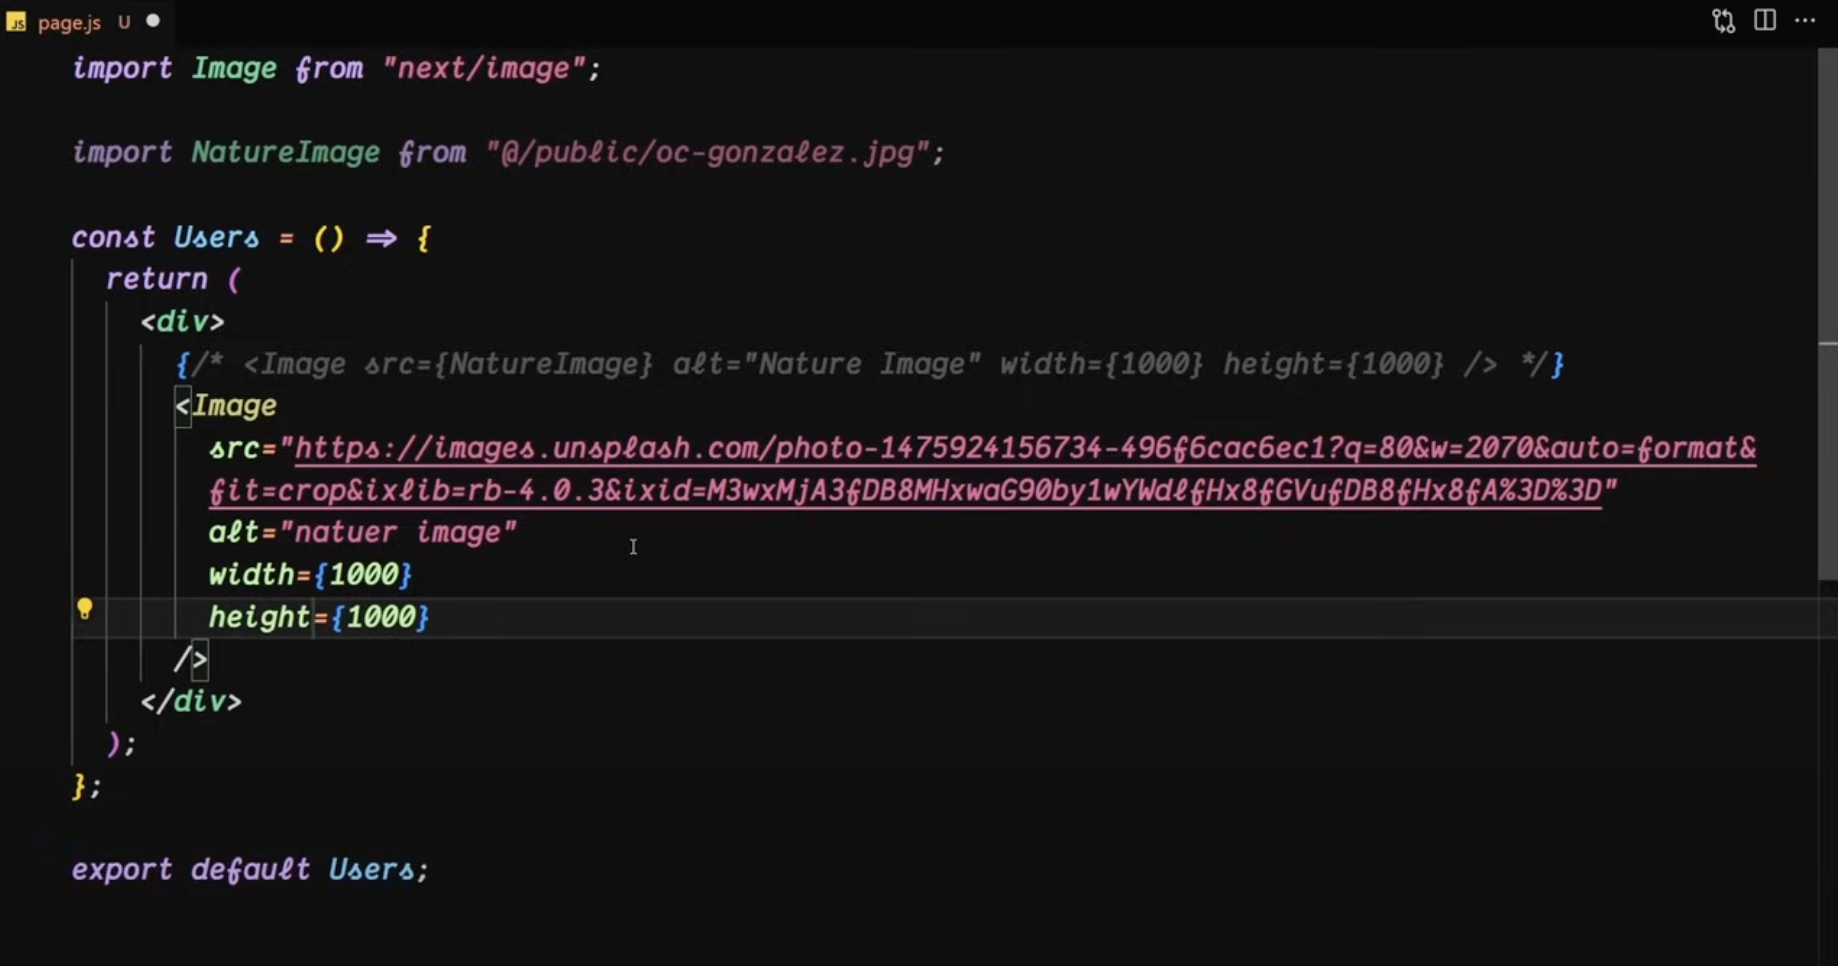 JS page.js U
import Image from "next/image";
import NatureImage from "@/public/oc-gonzalez.jpg";
const Users = () => {
return (
<div>
{/* <Image src={NatureImage} alt="Nature Image" width={1000} height={1000} /> */}
<Image
src="https://images.unsplash.com/photo-1475924156734-496f6cac6ec1?q=80&w=2070&auto=format&
fit=crop&ixlib=rb-4.0.3&ixid=M3wxMjA3fDB8MHxwaG90by1wYWdlfHx8fGVufDB8fHx8fA%3D%3D"
alt="natuer image"
width={1000}
height={1000}
/>
</div>
);
};
export default Users;